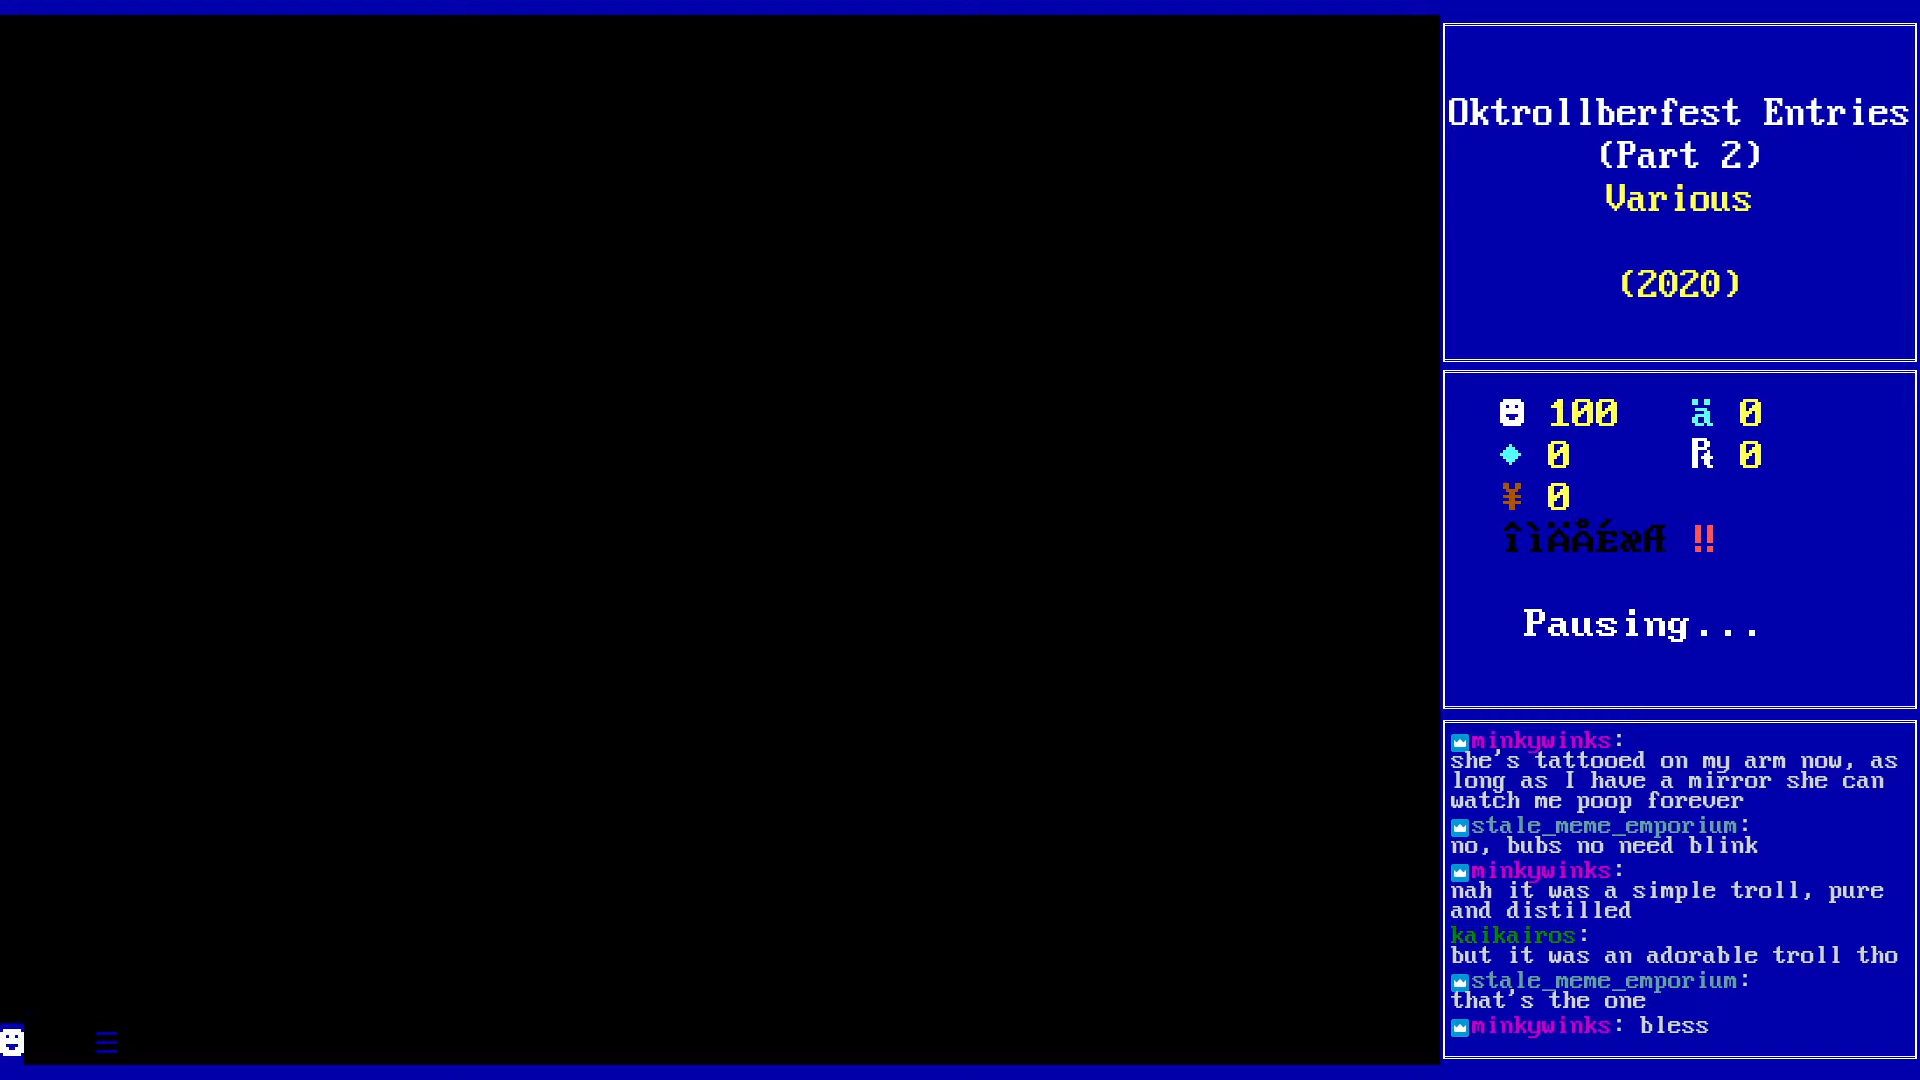 Oktrollberfest Entries
(Part 2)
Various
(2020)
100 ä 0
0 ₧ 0
¥ 0
îìÄÅÉæÆ ‼
Pausing...
minkywinks:
she's tattooed on my arm now, as
long as I have a mirror she can
watch me poop forever
stale_meme_emporium:
no, bubs no need blink
minkywinks:
nah it was a simple troll, pure
and distilled
kaikairos:
but it was an adorable troll tho
stale_meme_emporium:
that's the one
minkywinks: bless